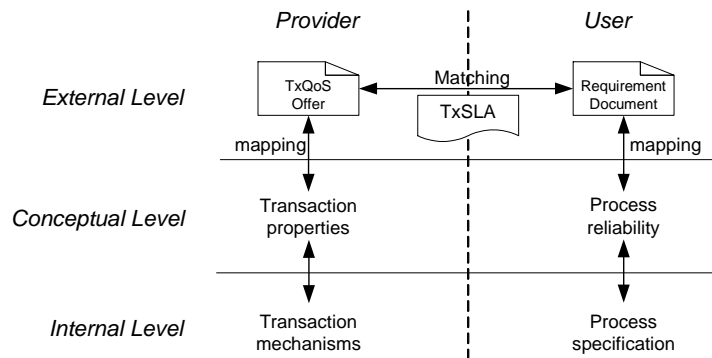 Provider
User
External Level
TxQoS
Offer
Matching
TxSLA
Requirement
Document
mapping
mapping
Conceptual Level
Transaction
properties
Process
reliability
Internal Level
Transaction
mechanisms
Process
specification